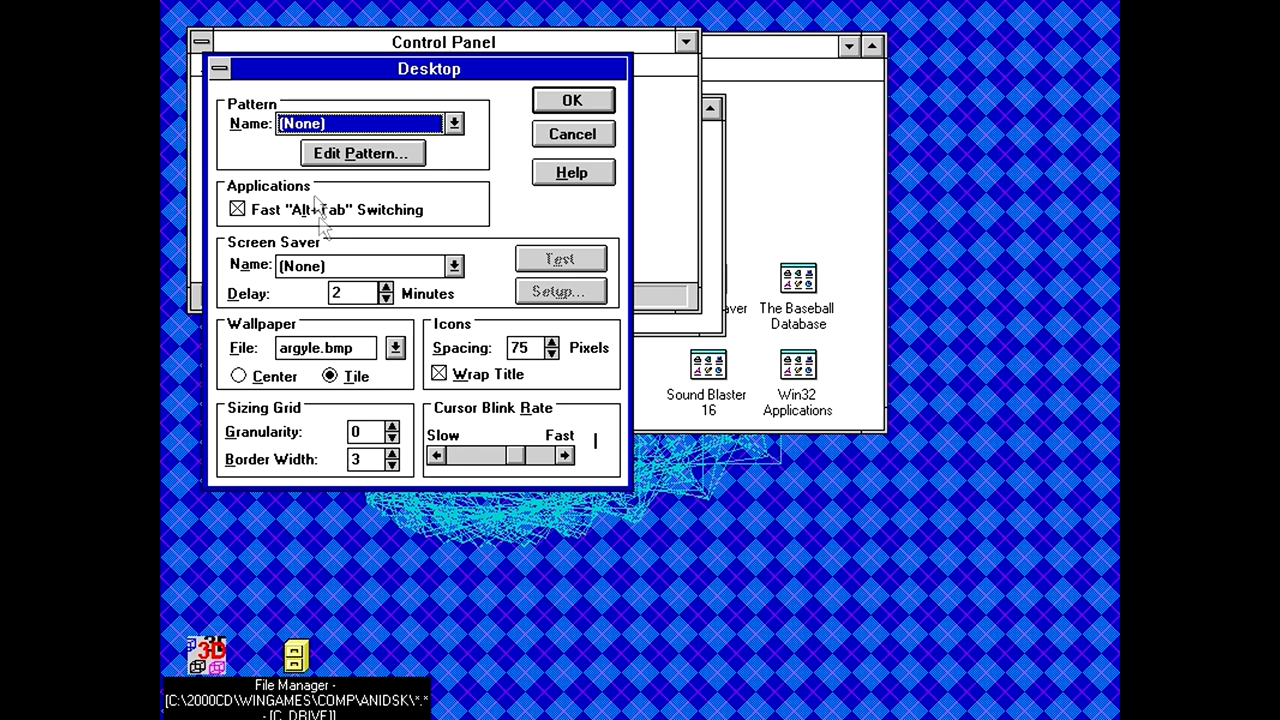 Control Panel
Desktop
Pattern
Name: (None)
Edit Pattern...
OK
Cancel
Help
Applications
Fast "Alt+Tab" Switching
Screen Saver
Name: (None)
Test
Delay: 2 Minutes
Setup...
Wallpaper
File: argyle.bmp
Center Tile
Icons
Spacing: 75 Pixels
Wrap Title
Sizing Grid
Granularity: 0
Border Width: 3
Cursor Blink Rate
Slow Fast
The Baseball
Database
Sound Blaster
16
Win32
Applications
3D
File Manager -
[C:\2000CD\WINGAMES\COMP\ANIDSK\*.*
- [C_DRIVE]]